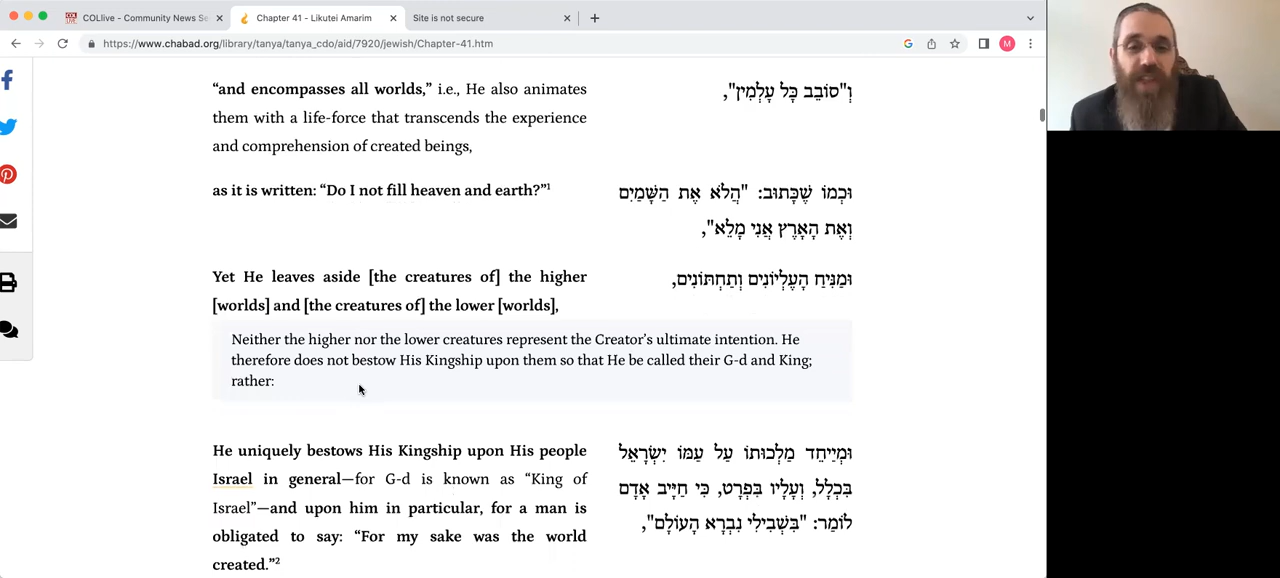 COLlive - Community News Se
Chapter 41 - Likutei Amarim
Site is not secure
https://www.chabad.org/library/tanya/tanya_cdo/aid/7920/jewish/Chapter-41.htm
M
“and encompasses all worlds,” i.e., He also animates
them with a life-force that transcends the experience
and comprehension of created beings,
וְ"סוֹבֵב כָּל עָלְמִין",
as it is written: “Do I not fill heaven and earth?”1
וּכְמוֹ שֶׁכָּתוּב: "הֲלֹא אֶת הַשָּׁמַיִם
וְאֶת הָאָרֶץ אֲנִי מָלֵא",
Yet He leaves aside [the creatures of] the higher
[worlds] and [the creatures of] the lower [worlds],
וּמַנִּיחַ הָעֶלְיוֹנִים וְתַחְתּוֹנִים,
Neither the higher nor the lower creatures represent the Creator’s ultimate intention. He
therefore does not bestow His Kingship upon them so that He be called their G-d and King;
rather:
He uniquely bestows His Kingship upon His people
Israel in general—for G-d is known as “King of
Israel”—and upon him in particular, for a man is
obligated to say: “For my sake was the world
created.”2
וּמְיַיחֵד מַלְכוּתוֹ עַל עַמּוֹ יִשְׂרָאֵל
בִּכְלָל, וְעָלָיו בִּפְרָט, כִּי חַיָּיב אָדָם
לוֹמַר: "בִּשְׁבִילִי נִבְרָא הָעוֹלָם",